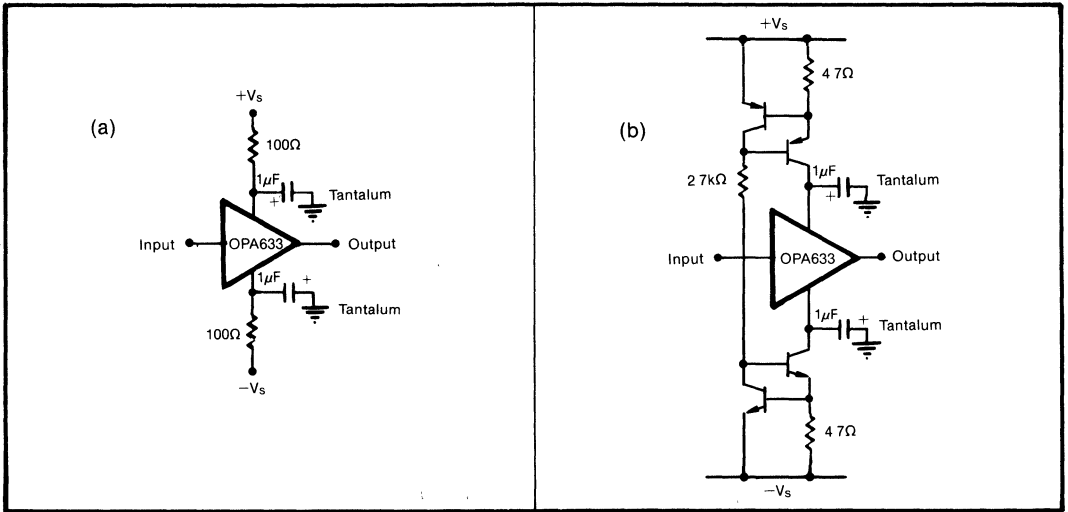 (a)
+Vs
100Ω
1μF
+
Tantalum
Input
OPA633
Output
1μF
+
Tantalum
100Ω
−Vs
(b)
+Vs
4 7Ω
2 7kΩ
1μF
+
Tantalum
Input
OPA633
Output
1μF
+
Tantalum
4 7Ω
−Vs